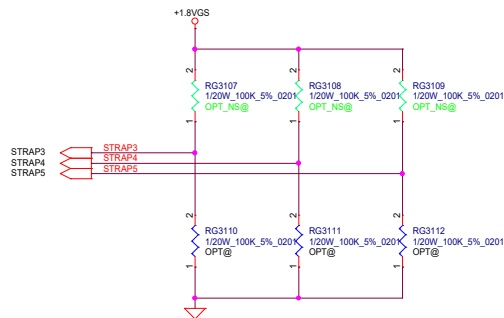 +1.8VGS
2 2 2
RG3107 RG3108 RG3109
1/20W_100K_5%_0201 1/20W_100K_5%_0201 1/20W_100K_5%_0201
OPT_NS@ OPT_NS@ OPT_NS@
1 1 1
STRAP3 STRAP3
STRAP4 STRAP4
STRAP5 STRAP5
2 2 2
RG3110 RG3111 RG3112
1/20W_100K_5%_0201 1/20W_100K_5%_0201 1/20W_100K_5%_0201
OPT@ OPT@ OPT@
1 1 1